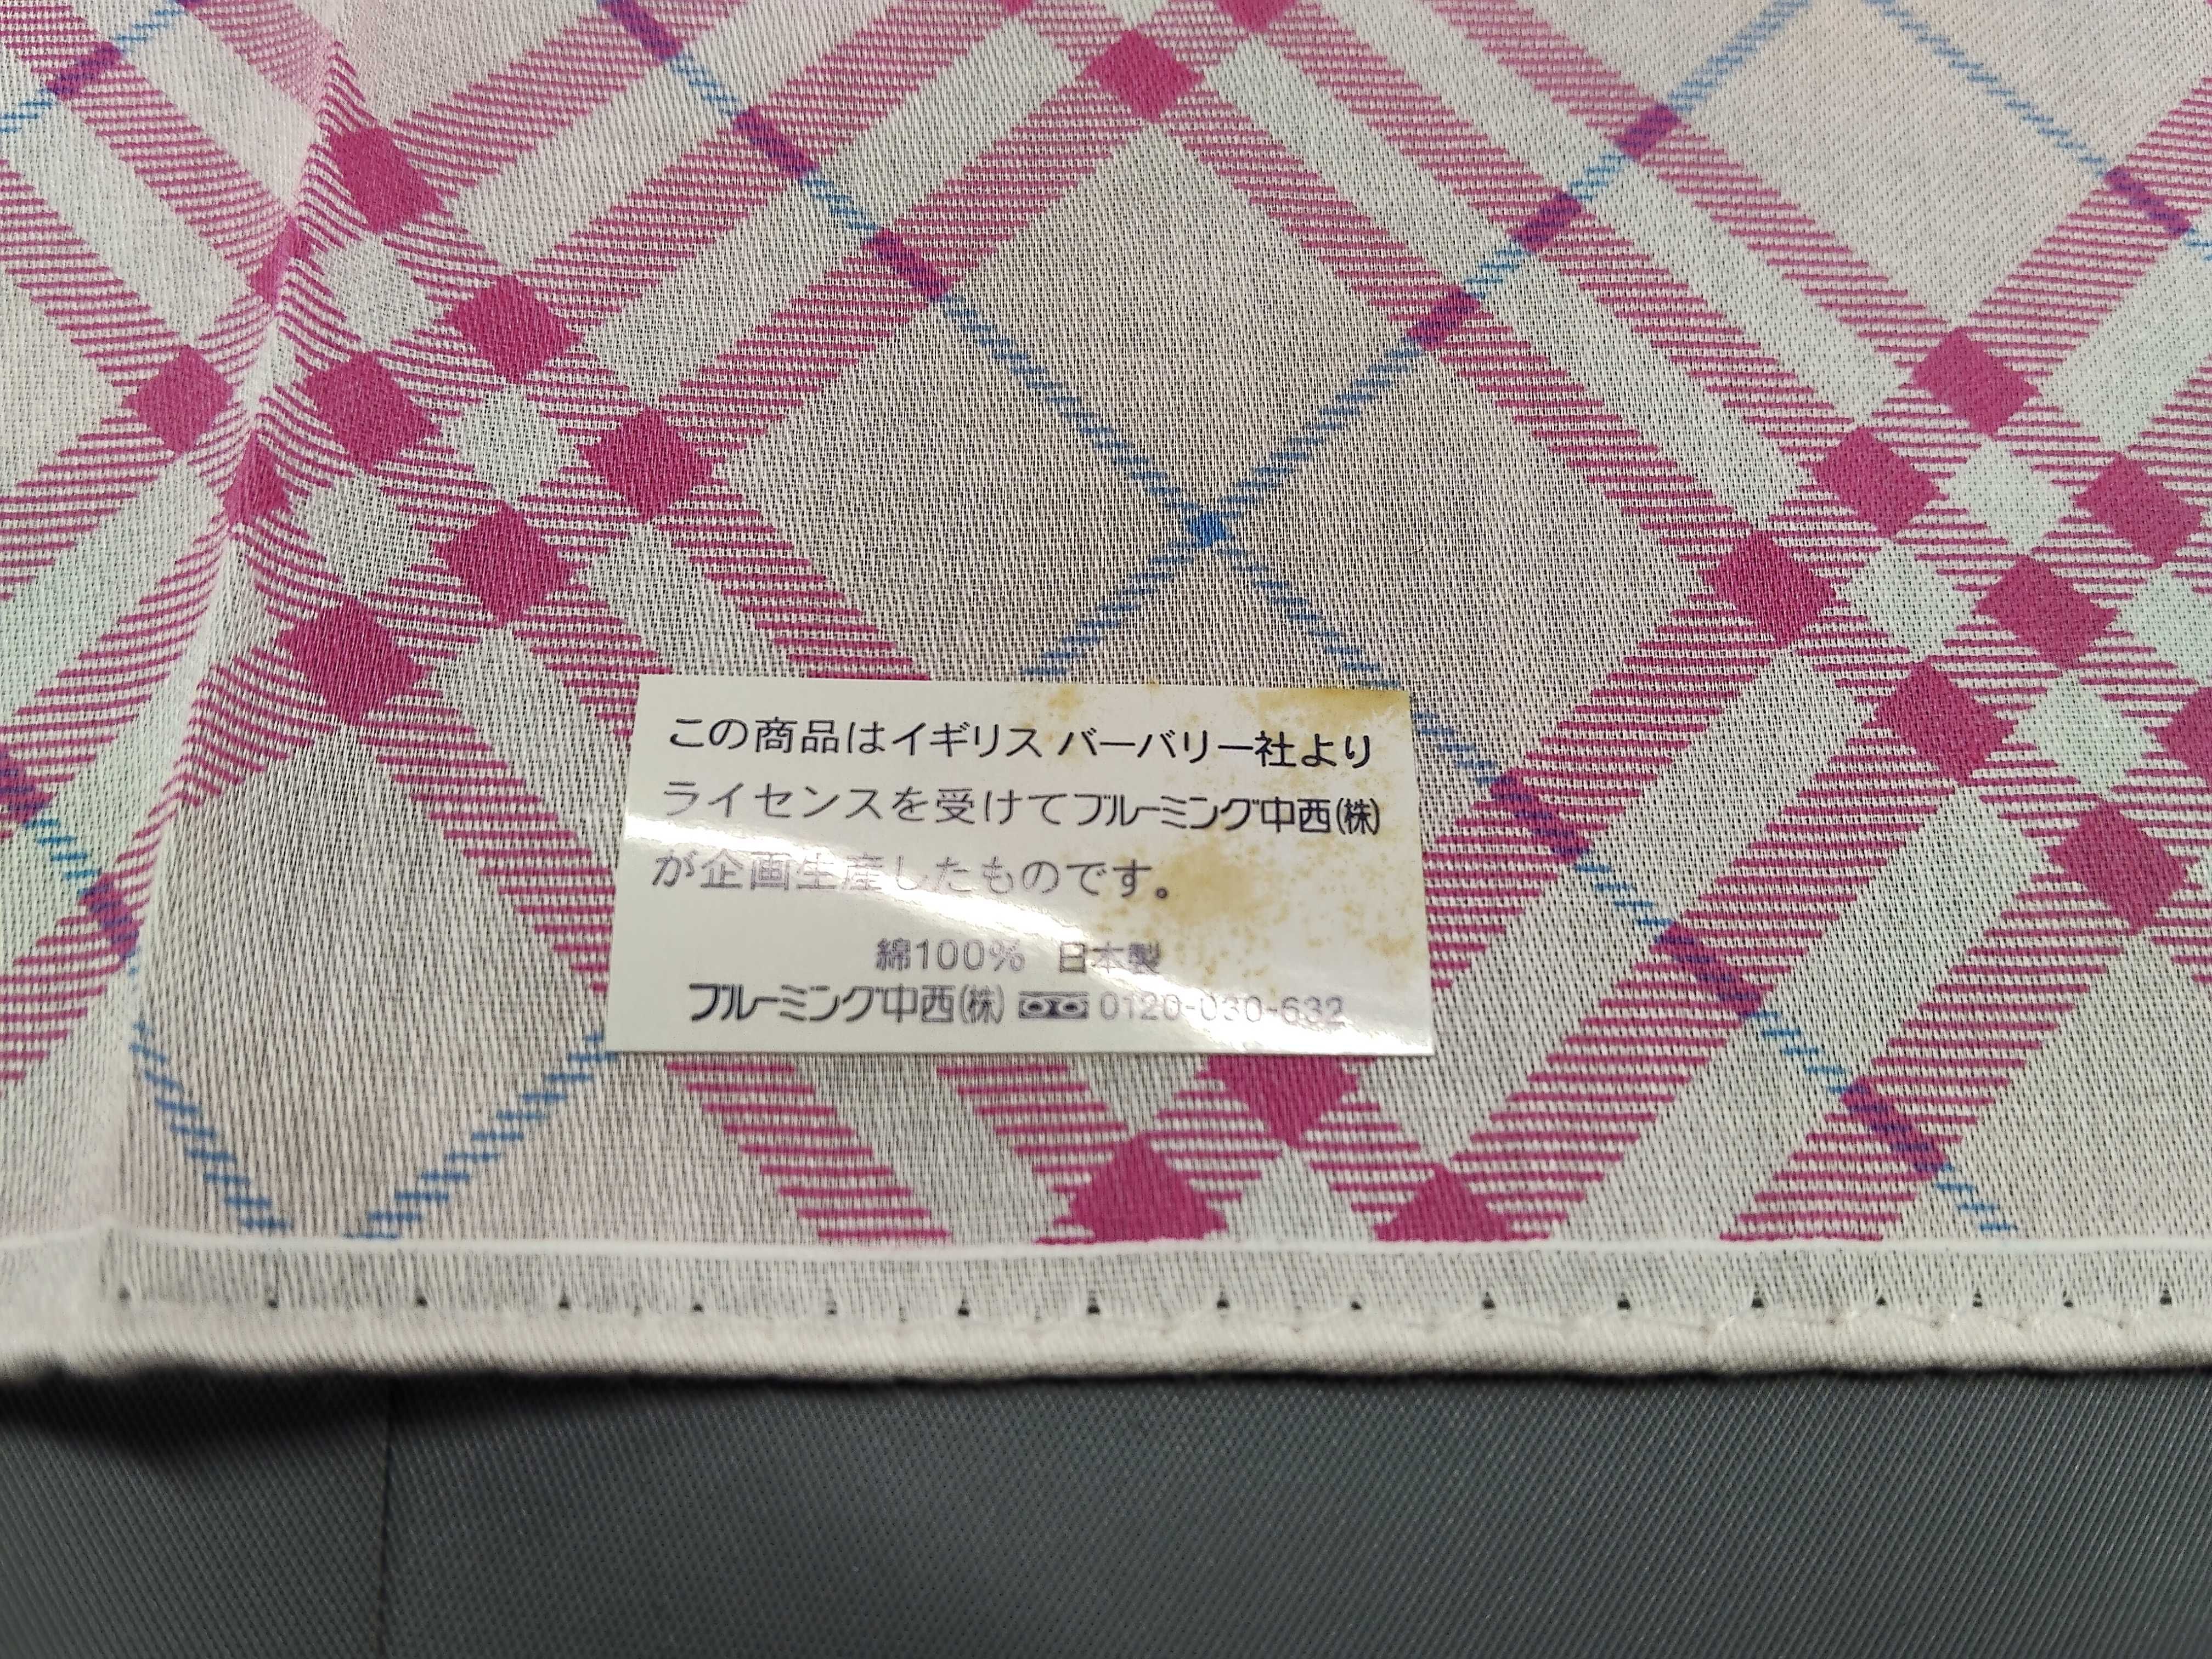 この商品はイギリス バーバリー社より
ライセンスを受けてブルーミング中西㈱
が企画生産したものです。
綿100% 日本製
ブルーミング中西㈱ 0120-030-632